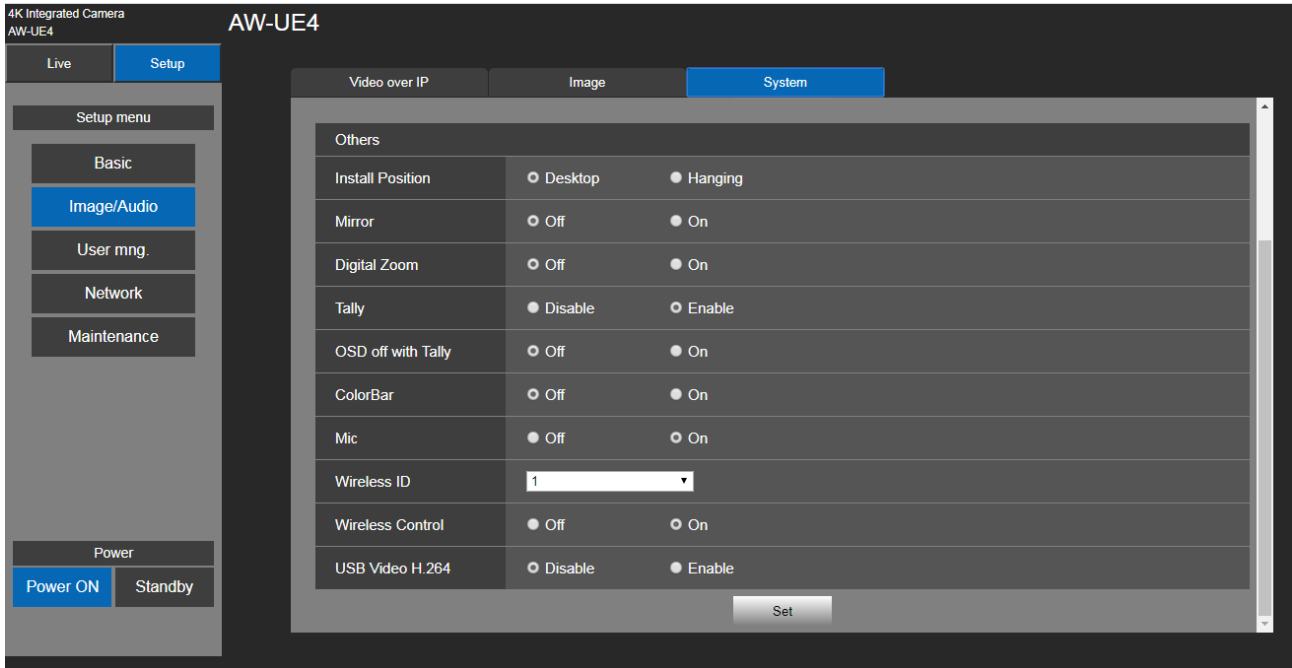 4K Integrated Camera
AW-UE4
AW-UE4
Live Setup
Setup menu
Basic
Image/Audio
User mng.
Network
Maintenance
Power
Power ON Standby
Video over IP Image System
Others
Install Position Desktop Hanging
Mirror Off On
Digital Zoom Off On
Tally Disable Enable
OSD off with Tally Off On
ColorBar Off On
Mic Off On
Wireless ID 1
Wireless Control Off On
USB Video H.264 Disable Enable
Set